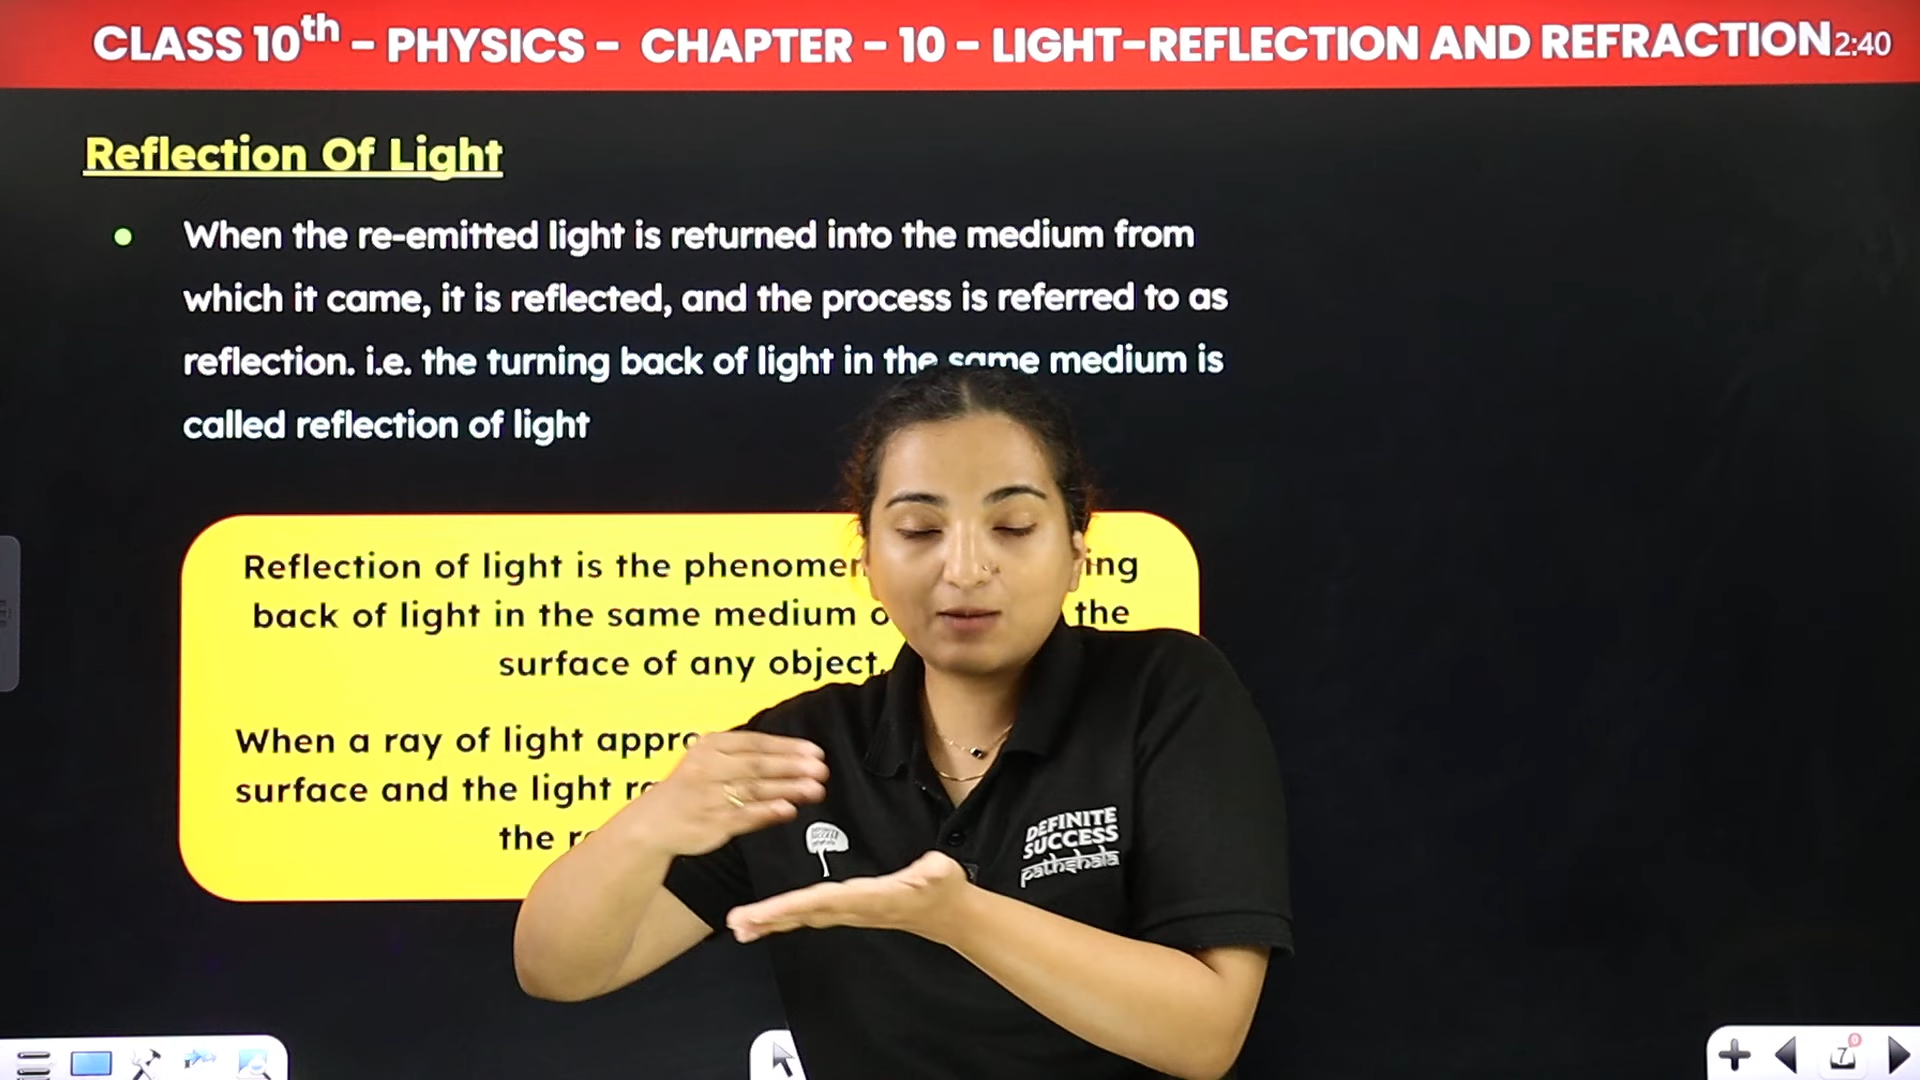 CLASS 10th - PHYSICS - CHAPTER - 10 - LIGHT-REFLECTION AND REFRACTION
2:40
Reflection Of Light
• When the re-emitted light is returned into the medium from
which it came, it is reflected, and the process is referred to as
reflection. i.e. the turning back of light in the same medium is
called reflection of light
Reflection of light is the
back of light in the same medium the
surface of any object.
When a ray of light
surface and the light
the
DEFINITE
SUCCESS
pathshala
7